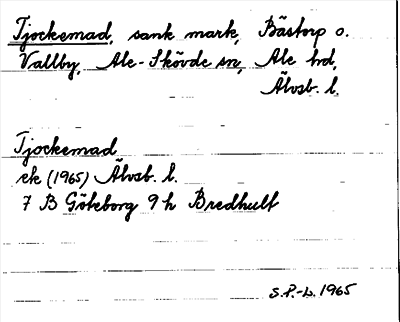 Tjockemad, sank mark, Bästorp o.
Vallby, Ale-Skövde sn, Ale hd,
Älvsb. l.
Tjockemad
ek (1965) Älvsb. l.
7 B Göteborg 9 h Bredhult
S.P.-L. 1965